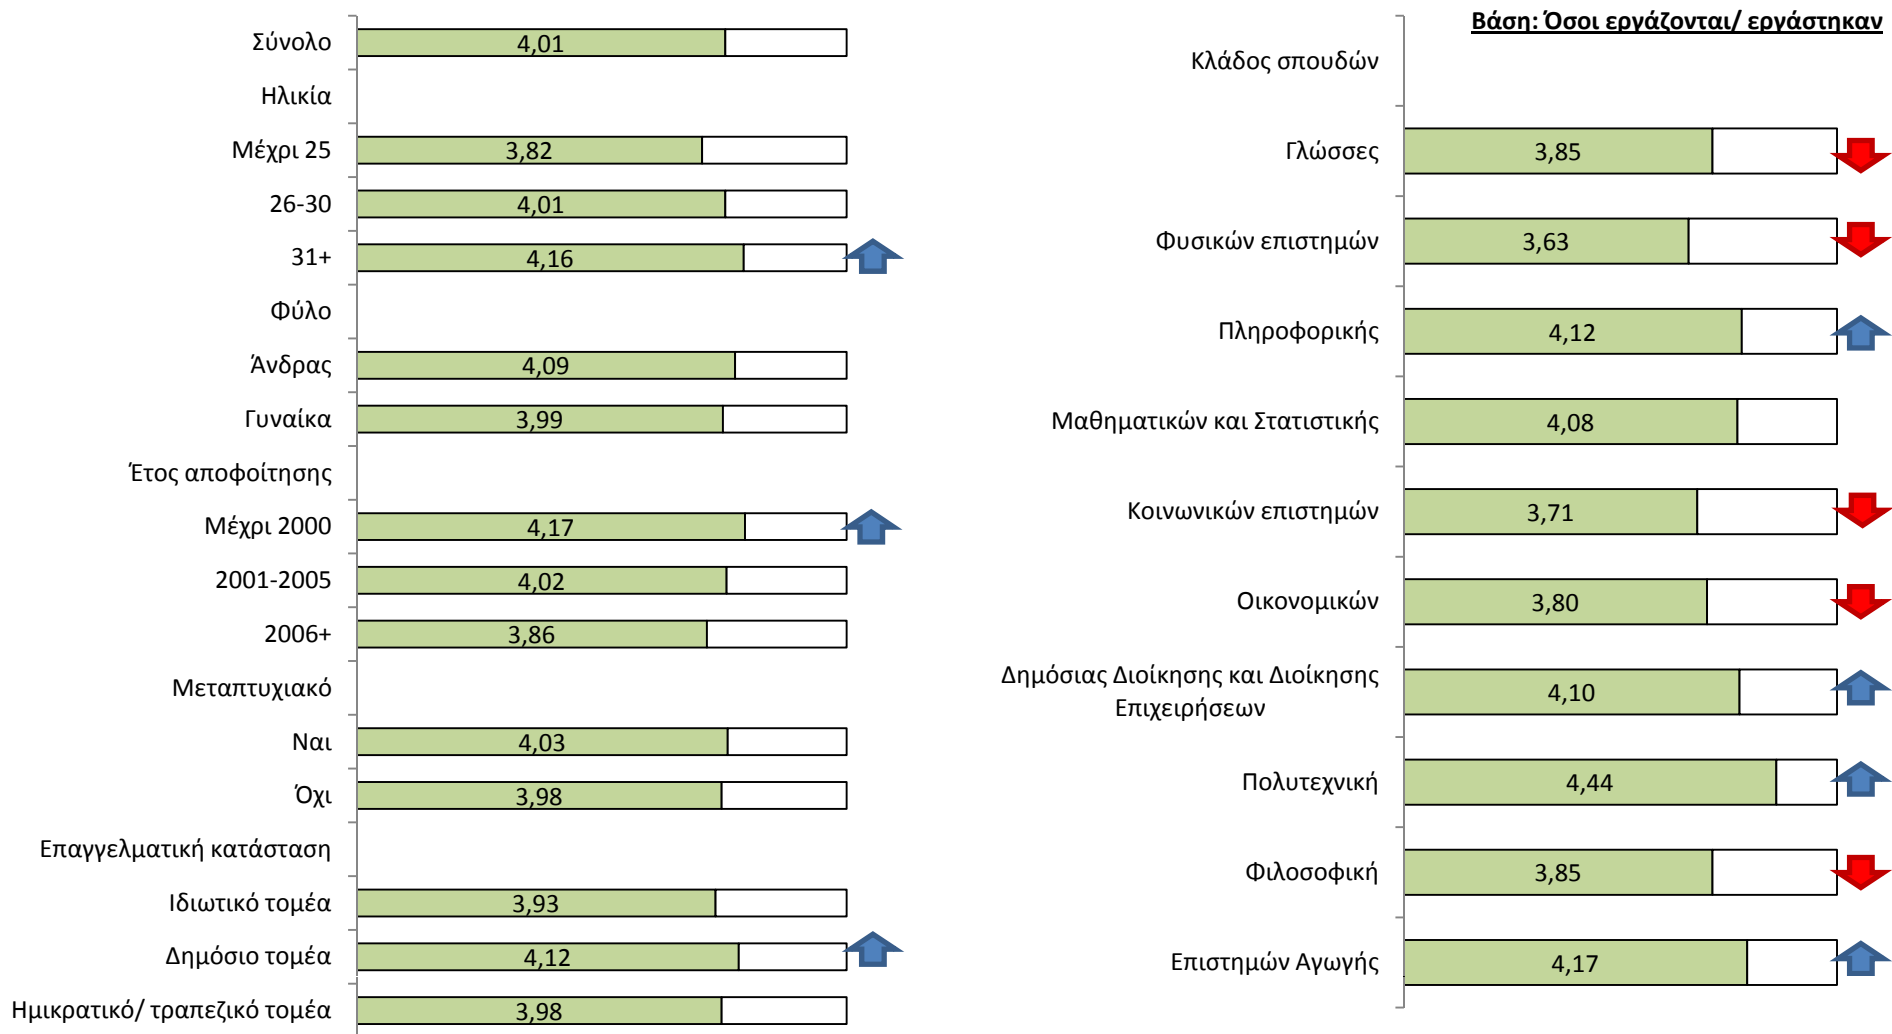 Σύνολο 4,01
Ηλικία
Μέχρι 25 3,82
26-30 4,01
31+ 4,16
Φύλο
Άνδρας 4,09
Γυναίκα 3,99
Έτος αποφοίτησης
Μέχρι 2000 4,17
2001-2005 4,02
2006+ 3,86
Μεταπτυχιακό
Ναι 4,03
Όχι 3,98
Επαγγελματική κατάσταση
Ιδιωτικό τομέα 3,93
Δημόσιο τομέα 4,12
Ημικρατικό/ τραπεζικό τομέα 3,98
Βάση: Όσοι εργάζονται/ εργάστηκαν
Κλάδος σπουδών
Γλώσσες 3,85
Φυσικών επιστημών 3,63
Πληροφορικής 4,12
Μαθηματικών και Στατιστικής 4,08
Κοινωνικών επιστημών 3,71
Οικονομικών 3,80
Δημόσιας Διοίκησης και Διοίκησης
Επιχειρήσεων 4,10
Πολυτεχνική 4,44
Φιλοσοφική 3,85
Επιστημών Αγωγής 4,17